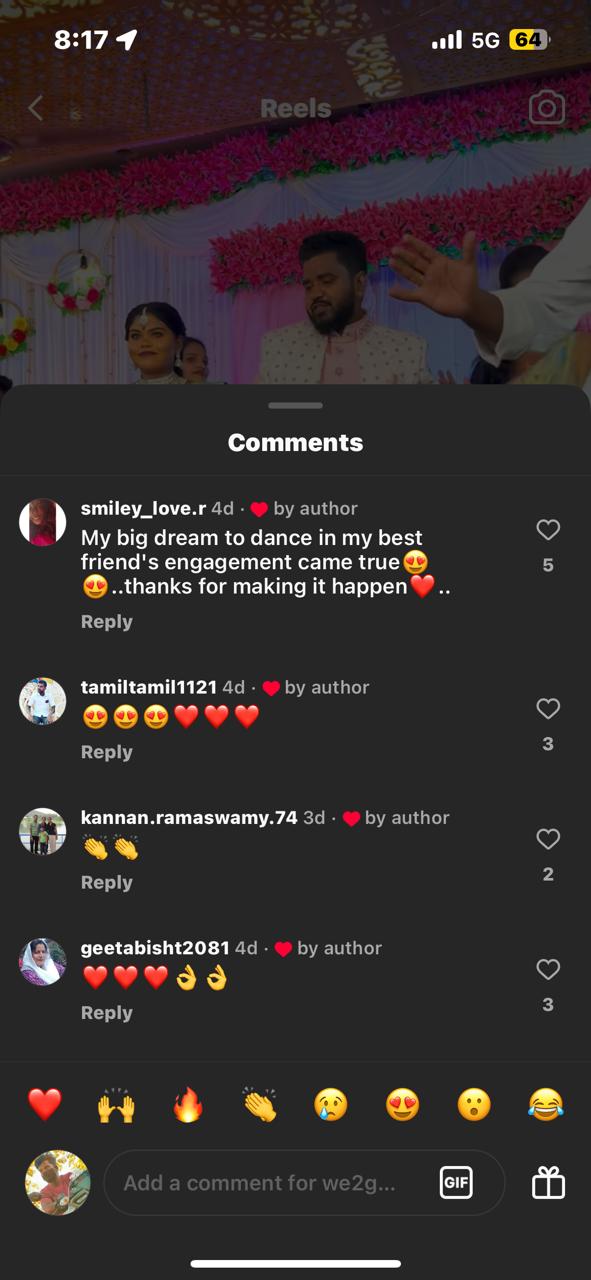 8:17
5G
64
Reels
Comments
smiley_love.r 4d · ❤️ by author
My big dream to dance in my best
friend's engagement came true😍
😍..thanks for making it happen❤️..
5
Reply
tamiltamil1121 4d · ❤️ by author
😍😍😍❤️❤️❤️
3
Reply
kannan.ramaswamy.74 3d · ❤️ by author
👏👏
2
Reply
geetabisht2081 4d · ❤️ by author
❤️❤️❤️👌👌
3
Reply
❤️🙌🔥👏😢😍😮😂
Add a comment for we2g...
GIF